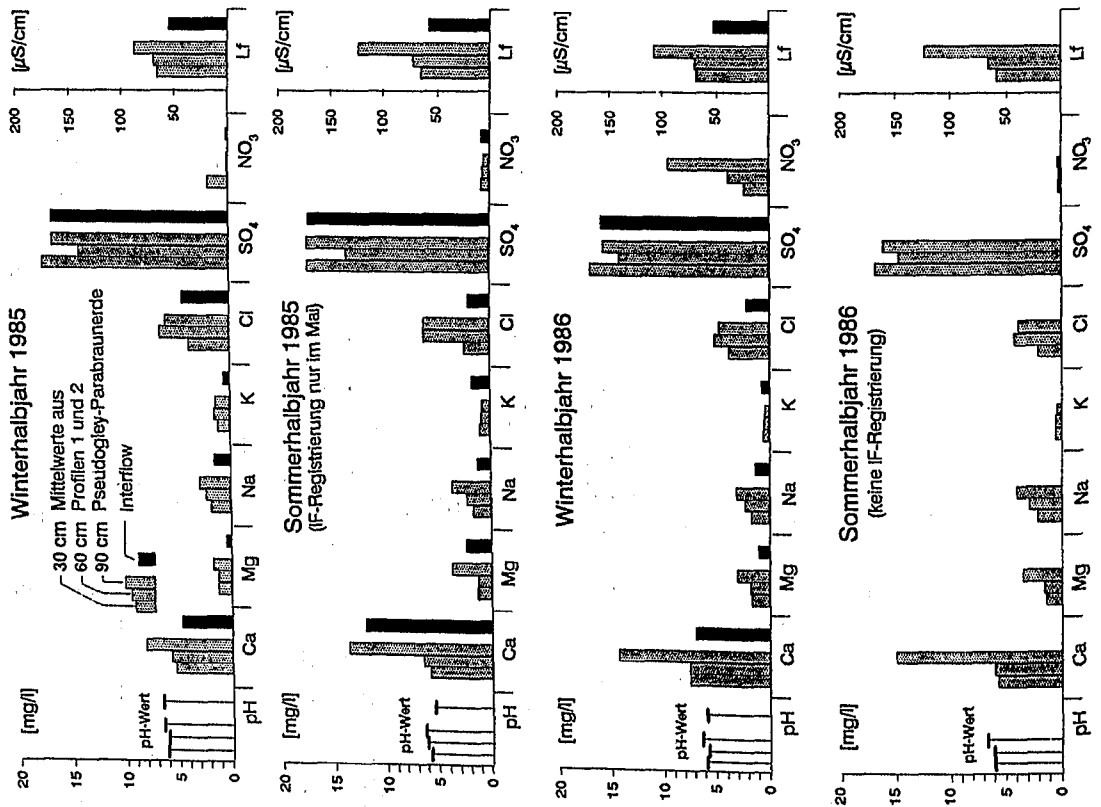 Winterhalbjahr 1985
[mg/l]
[µS/cm]
20
15
10
5
0
200
150
100
50
pH-Wert
30 cm Mittelwerte aus
60 cm Profilen 1 und 2
90 cm Pseudogley-Parabraunerde
Interflow
pH Ca Mg Na K Cl SO₄ NO₃ Lf
Sommerhalbjahr 1985
(IF-Registrierung nur im Mai)
[mg/l]
[µS/cm]
20
15
10
5
0
200
150
100
50
pH-Wert
pH Ca Mg Na K Cl SO₄ NO₃ Lf
Winterhalbjahr 1986
[mg/l]
[µS/cm]
20
15
10
5
0
200
150
100
50
pH-Wert
pH Ca Mg Na K Cl SO₄ NO₃ Lf
Sommerhalbjahr 1986
(keine IF-Registrierung)
[mg/l]
[µS/cm]
20
15
10
5
0
200
150
100
50
pH-Wert
pH Ca Mg Na K Cl SO₄ NO₃ Lf